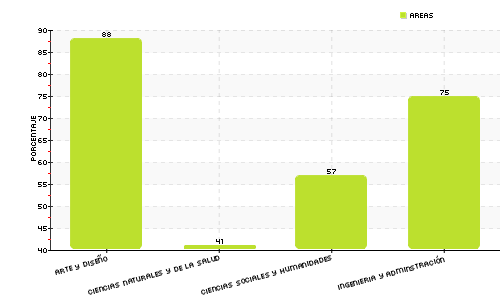 AREAS
PORCENTAJE
90
85
80
75
70
65
60
55
50
45
40
88
41
57
75
ARTE Y DISEÑO
CIENCIAS NATURALES Y DE LA SALUD
CIENCIAS SOCIALES Y HUMANIDADES
INGENIERIA Y ADMINSTRACIÓN